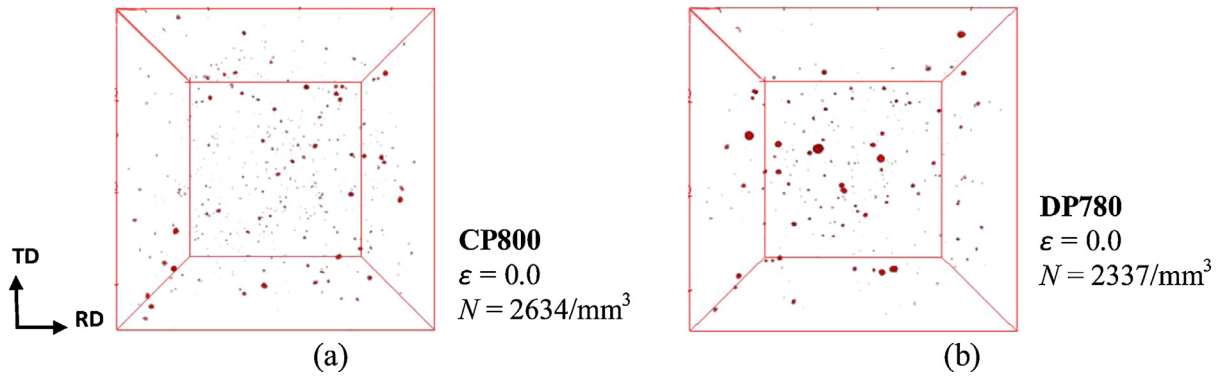 TD
RD
CP800
ε = 0.0
N = 2634/mm³
(a)
DP780
ε = 0.0
N = 2337/mm³
(b)